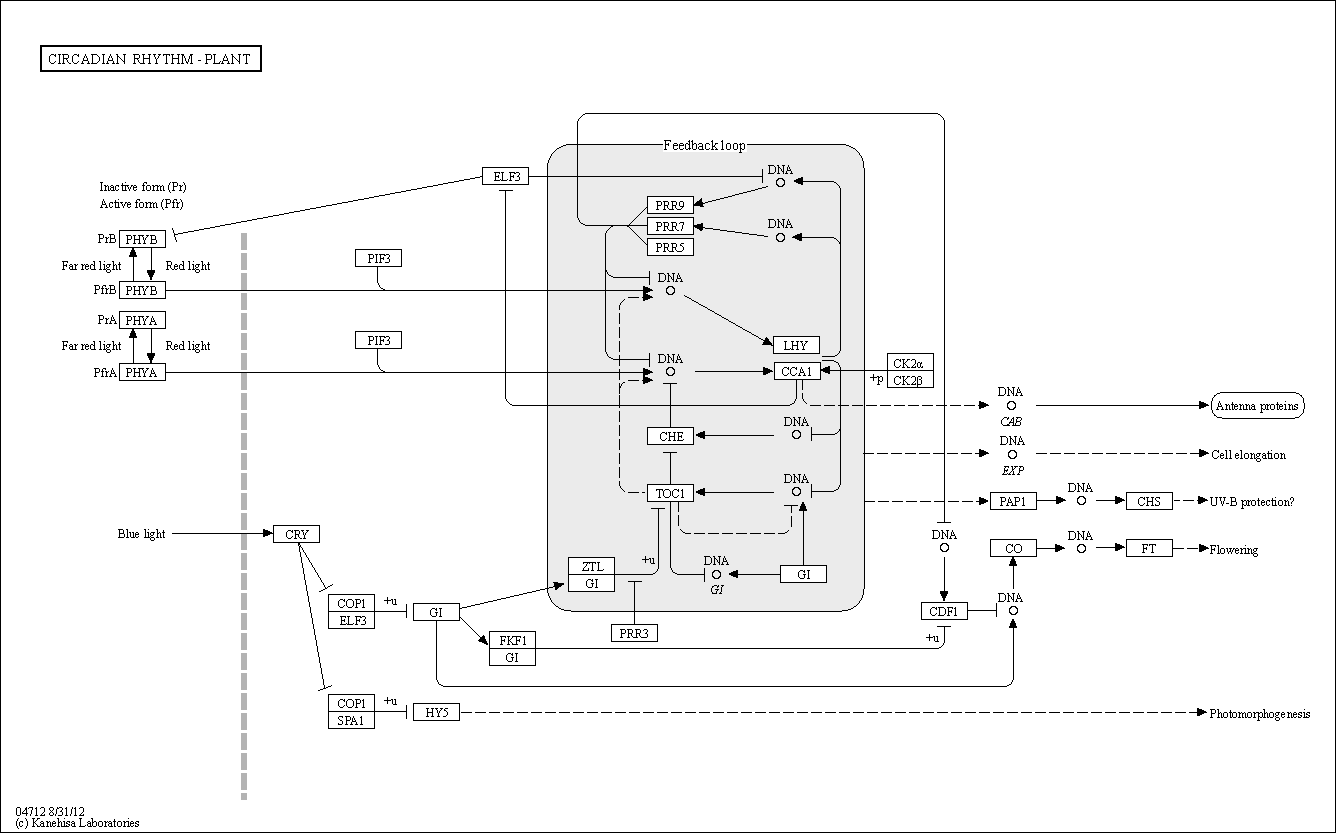 CIRCADIAN RHYTHM - PLANT
Feedback loop
ELF3
DNA
Inactive form (Pr)
Active form (Pfr)
PRR9
PRR7
DNA
PRR5
PrB PHYB
Far red light
Red light
PIF3
DNA
PfrB PHYB
PrA PHYA
Far red light
Red light
PIF3
LHY
DNA
PfrA PHYA
CCA1
+p
CK2α
CK2β
DNA
CAB
Antenna proteins
CHE
DNA
DNA
EXP
Cell elongation
TOC1
DNA
PAP1
DNA
CHS
UV-B protection?
Blue light
CRY
DNA
CO
DNA
FT
Flowering
ZTL
GI
+u
DNA
GI
GI
COP1
ELF3
+u
GI
PRR3
CDF1
DNA
+u
FKF1
GI
COP1
SPA1
+u
HY5
Photomorphogenesis
04712 8/31/12
(c) Kanehisa Laboratories